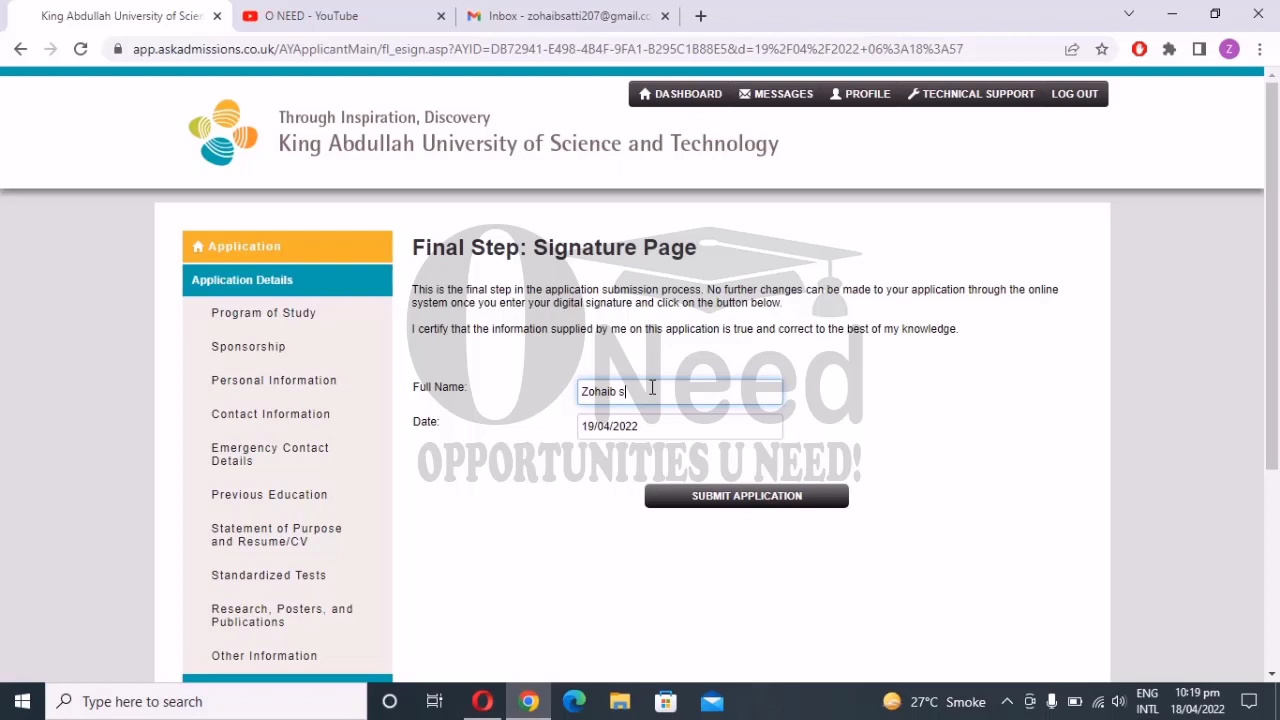 King Abdullah University of Scien
O NEED - YouTube
Inbox - zohaibsatti207@gmail.co
app.askadmissions.co.uk/AYApplicantMain/fl_esign.asp?AYID=DB72941-E498-4B4F-9FA1-B295C1B88E5&d=19%2F04%2F2022+06%3A18%3A57
Z
DASHBOARD
MESSAGES
PROFILE
TECHNICAL SUPPORT
LOG OUT
Through Inspiration, Discovery
King Abdullah University of Science and Technology
Application
Application Details
Program of Study
Sponsorship
Personal Information
Contact Information
Emergency Contact
Details
Previous Education
Statement of Purpose
and Resume/CV
Standardized Tests
Research, Posters, and
Publications
Other Information
Final Step: Signature Page
This is the final step in the application submission process. No further changes can be made to your application through the online
system once you enter your digital signature and click on the button below.
I certify that the information supplied by me on this application is true and correct to the best of my knowledge.
Full Name:
Zohaib s
Date:
19/04/2022
SUBMIT APPLICATION
ONeed
OPPORTUNITIES U NEED!
Type here to search
27°C Smoke
ENG
INTL
10:19 pm
18/04/2022